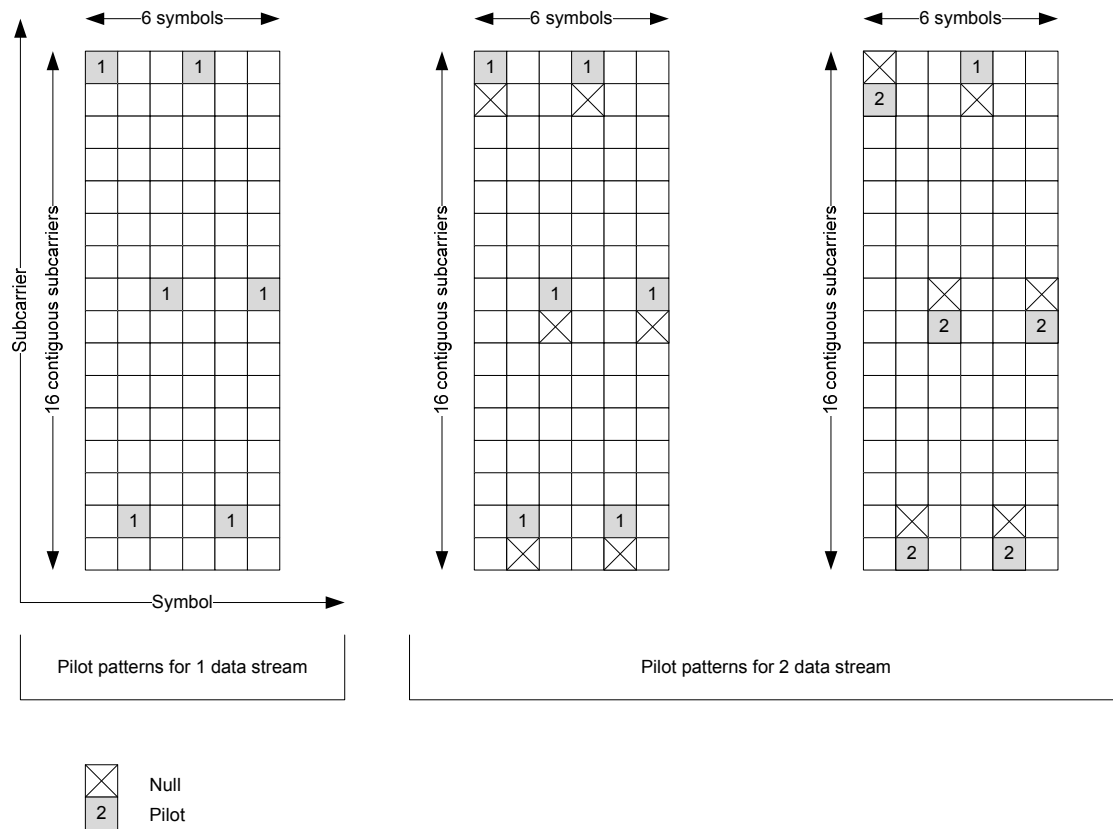 6 symbols
6 symbols
6 symbols
Subcarrier
16 contiguous subcarriers
16 contiguous subcarriers
16 contiguous subcarriers
1 1
1 1
1 1
1 1
1 1
1 1
1
2
2 2
2 2
Symbol
Pilot patterns for 1 data stream
Pilot patterns for 2 data stream
Null
2 Pilot